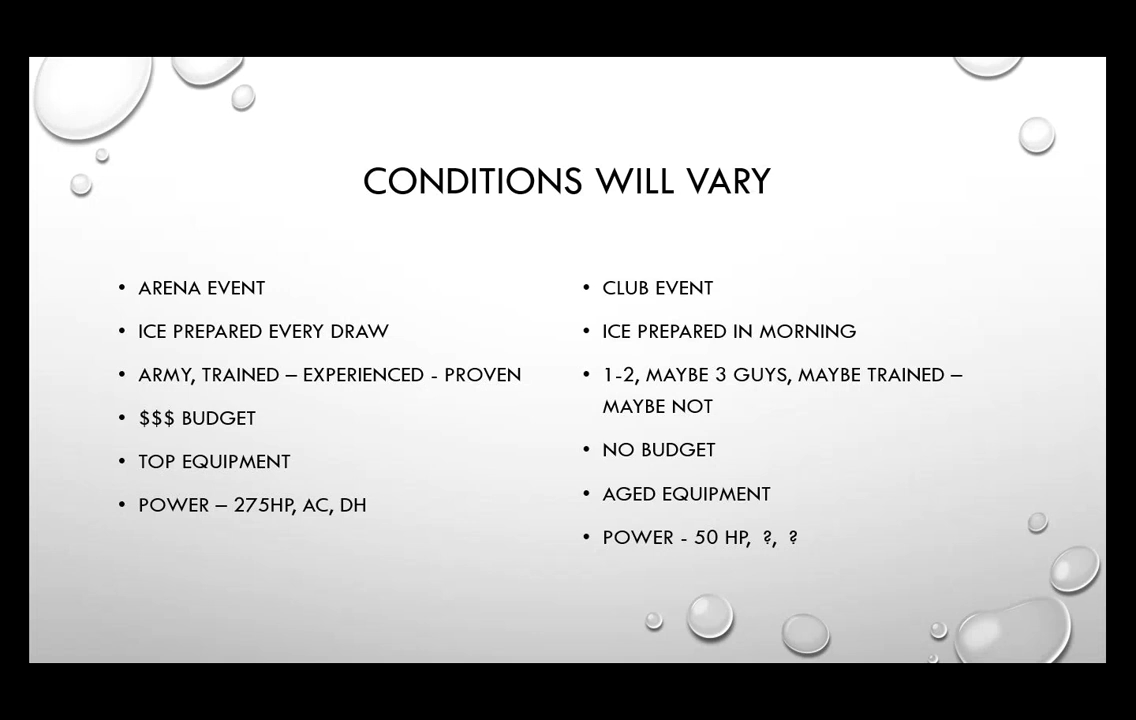 CONDITIONS WILL VARY
• ARENA EVENT
• ICE PREPARED EVERY DRAW
• ARMY, TRAINED – EXPERIENCED - PROVEN
• $$$ BUDGET
• TOP EQUIPMENT
• POWER – 275HP, AC, DH
• CLUB EVENT
• ICE PREPARED IN MORNING
• 1-2, MAYBE 3 GUYS, MAYBE TRAINED –
MAYBE NOT
• NO BUDGET
• AGED EQUIPMENT
• POWER - 50 HP, ?, ?